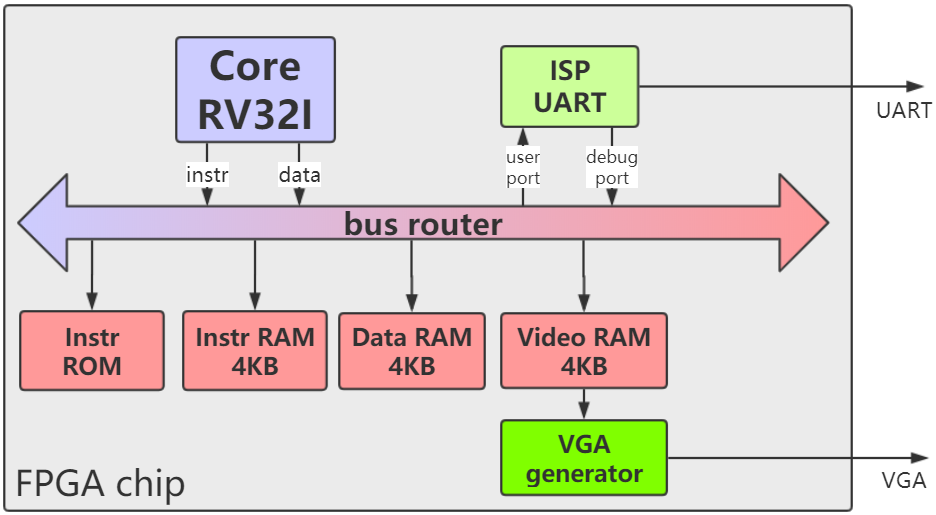 Core
RV32I
ISP
UART
UART
instr
data
user
port
debug
port
bus router
Instr
ROM
Instr RAM
4KB
Data RAM
4KB
Video RAM
4KB
VGA
generator
VGA
FPGA chip